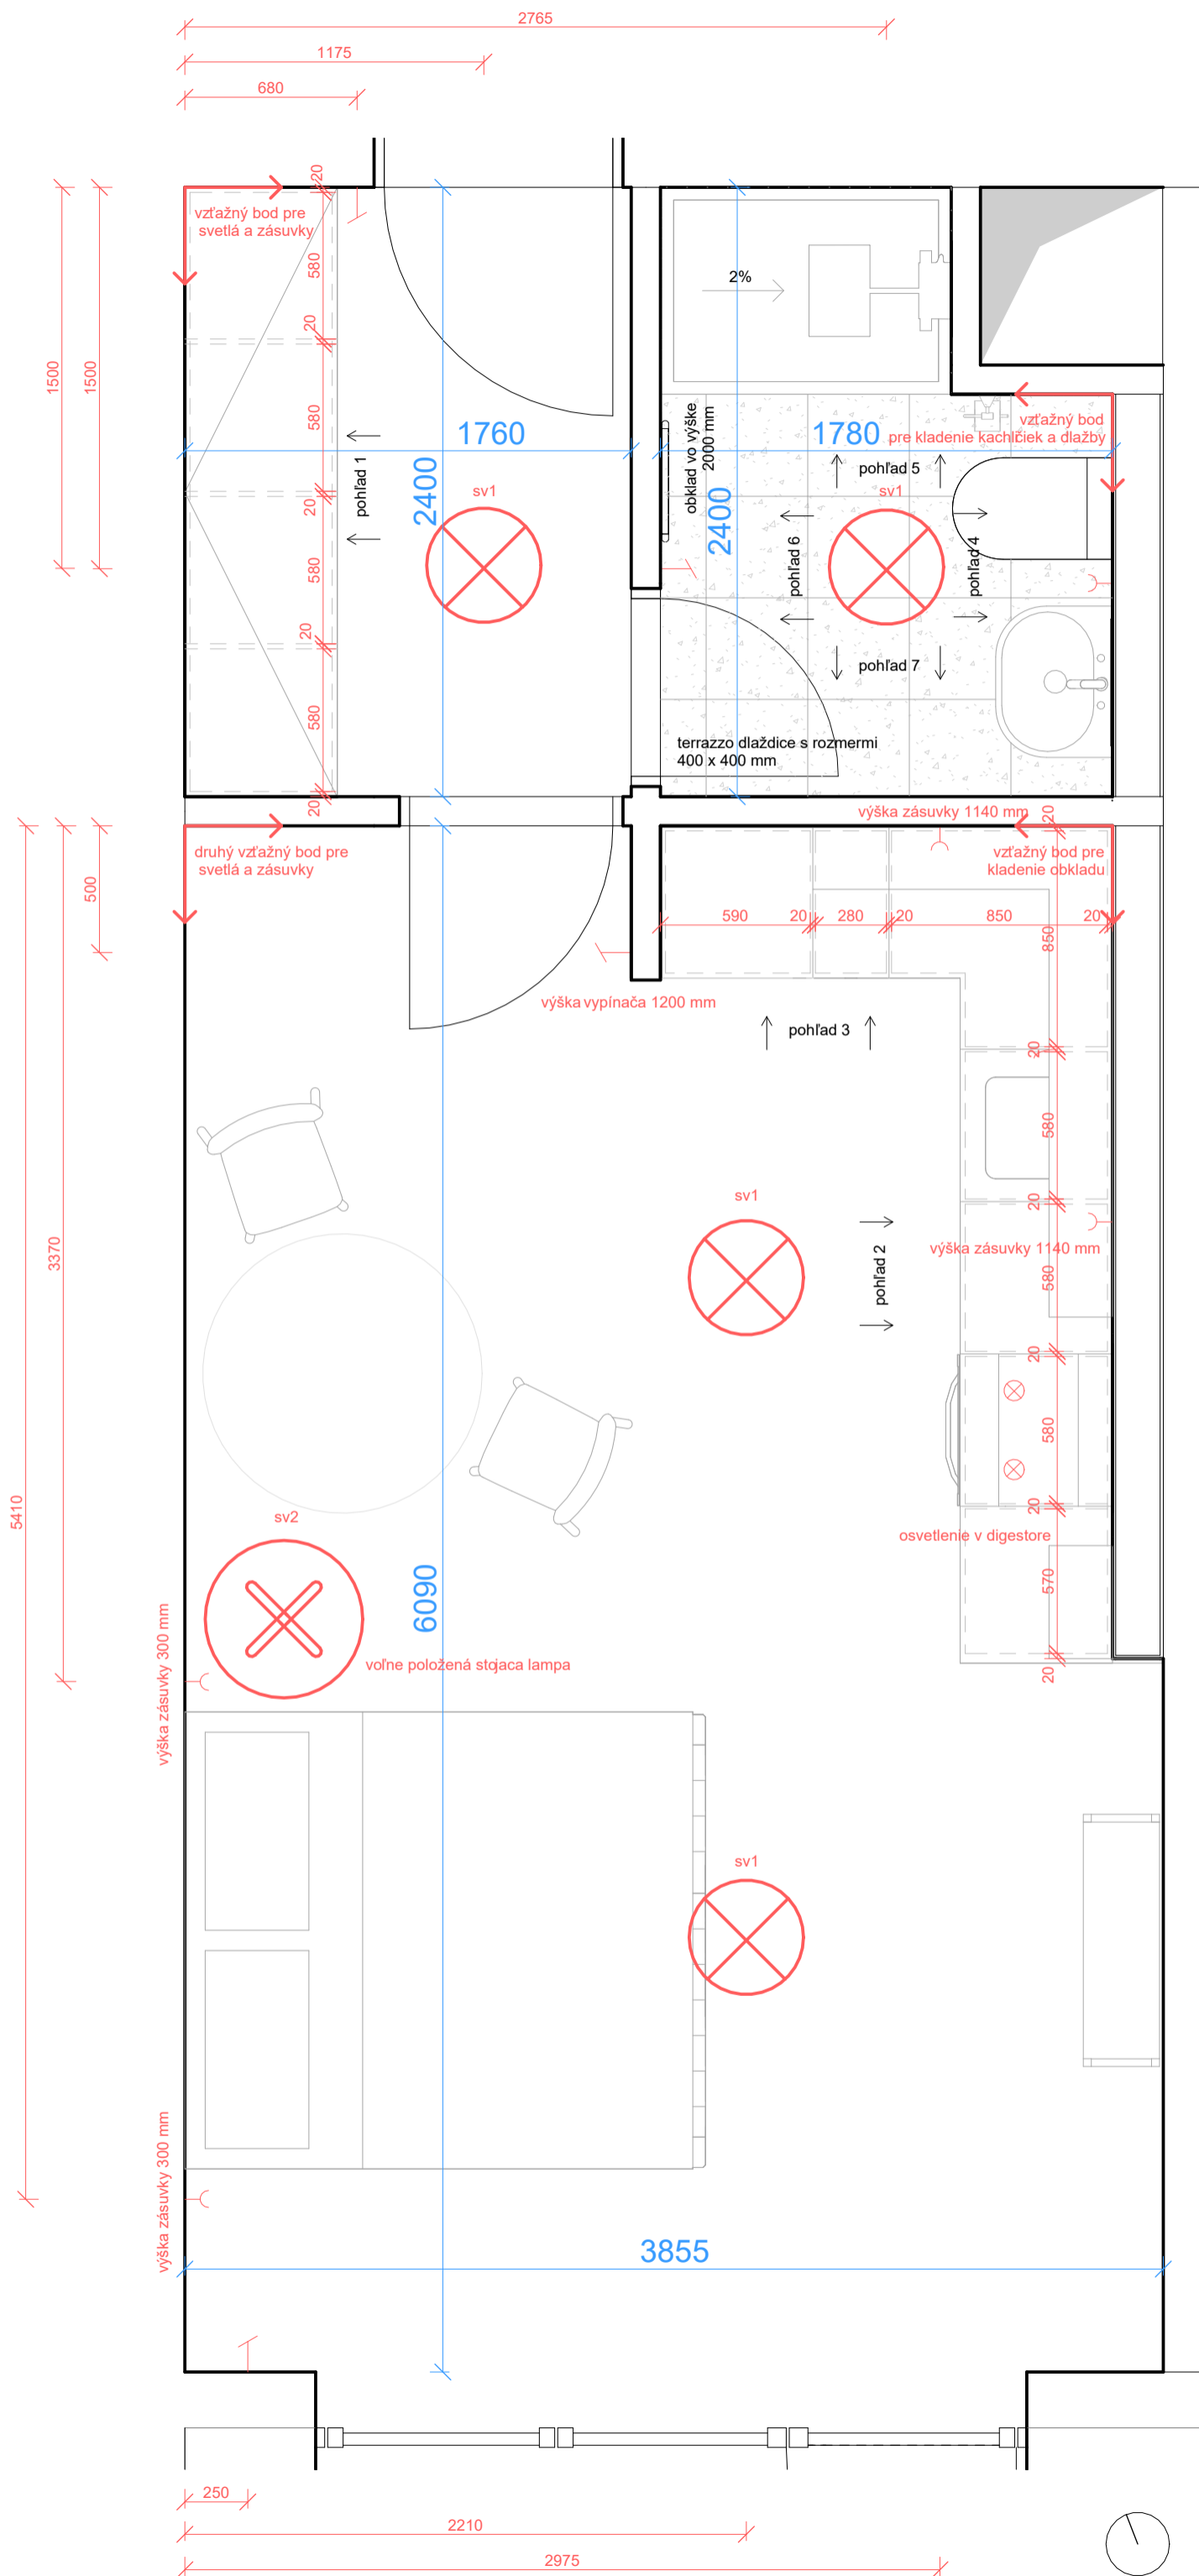 2765
1175
680
20
vzťažný bod pre
svetlá a zásuvky
580
20
2%
1500
1500
580
obklad vo výške
2000 mm
vzťažný bod
pre kladenie kachličiek a dlažby
1760
1780
pohľad 1
2400
pohľad 5
sv1
sv1
20
2400
pohľad 6
pohľad 4
580
20
pohľad 7
580
terrazzo dlaždice s rozmermi
400 x 400 mm
20
výška zásuvky 1140 mm
20
druhý vzťažný bod pre
svetlá a zásuvky
vzťažný bod pre
kladenie obkladu
500
590
20
280
20
850
20
850
výška vypínača 1200 mm
pohľad 3
20
580
sv1
20
3370
pohľad 2
výška zásuvky 1140 mm
580
20
580
5410
sv2
20
osvetlenie v digestore
6090
570
výška zásuvky 300 mm
voľne položená stojaca lampa
20
sv1
výška zásuvky 300 mm
3855
250
2210
2975